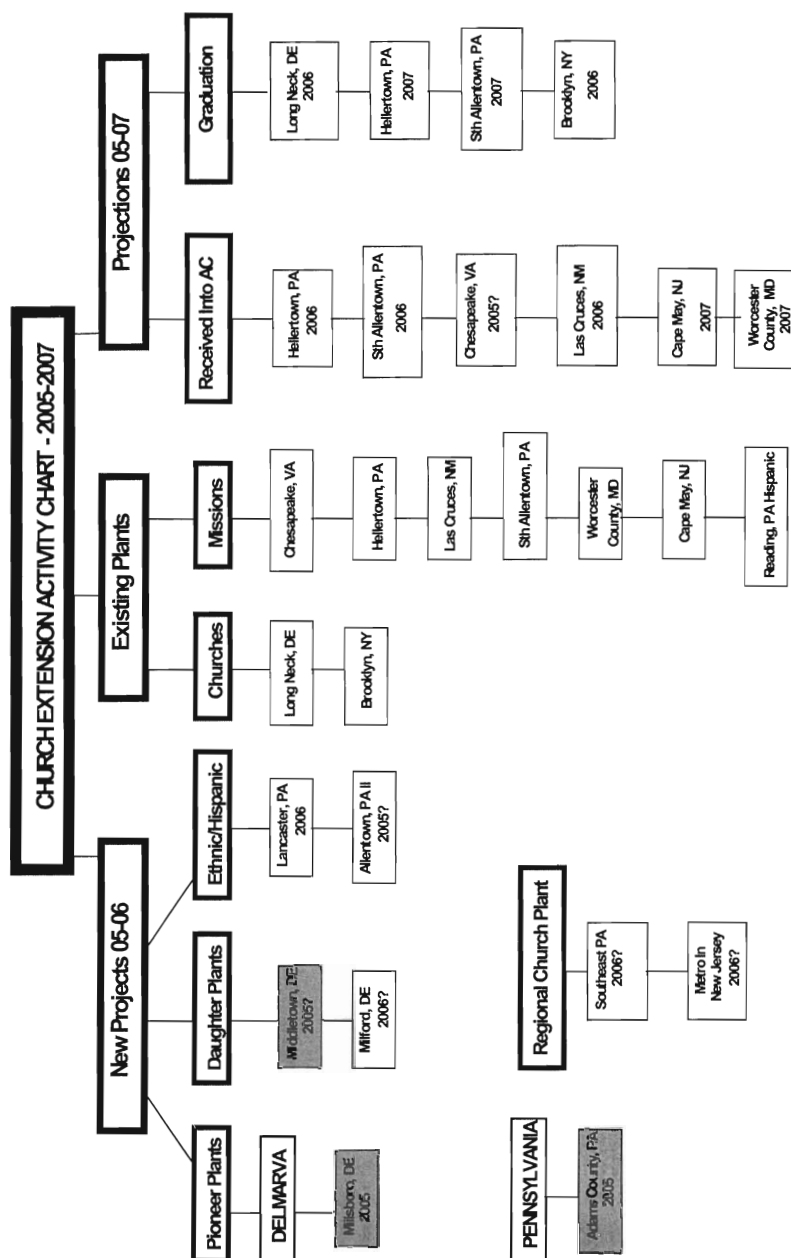 CHURCH EXTENSION ACTIVITY CHART - 2005-2007
New Projects 05-06
Pioneer Plants
DELMARVA
Millsboro, DE
2005
PENNSYLVANIA
Adams County, PA
2005
Daughter Plants
Middletown, DE
2005?
Milford, DE
2006?
Ethnic/Hispanic
Lancaster, PA
2006
Allentown, PA II
2005?
Regional Church Plant
Southeast PA
2006?
Metro In
New Jersey
2006?
Existing Plants
Churches
Long Neck, DE
Brooklyn, NY
Missions
Chesapeake, VA
Hellertown, PA
Las Cruces, NM
Sth Allentown, PA
Worcester
County, MD
Cape May, NJ
Reading, PA Hispanic
Projections 05-07
Received Into AC
Hellertown, PA
2006
Sth Allentown, PA
2006
Chesapeake, VA
2005?
Las Cruces, NM
2006
Cape May, NJ
2007
Worcester
County, MD
2007
Graduation
Long Neck, DE
2006
Hellertown, PA
2007
Sth Allentown, PA
2007
Brooklyn, NY
2006